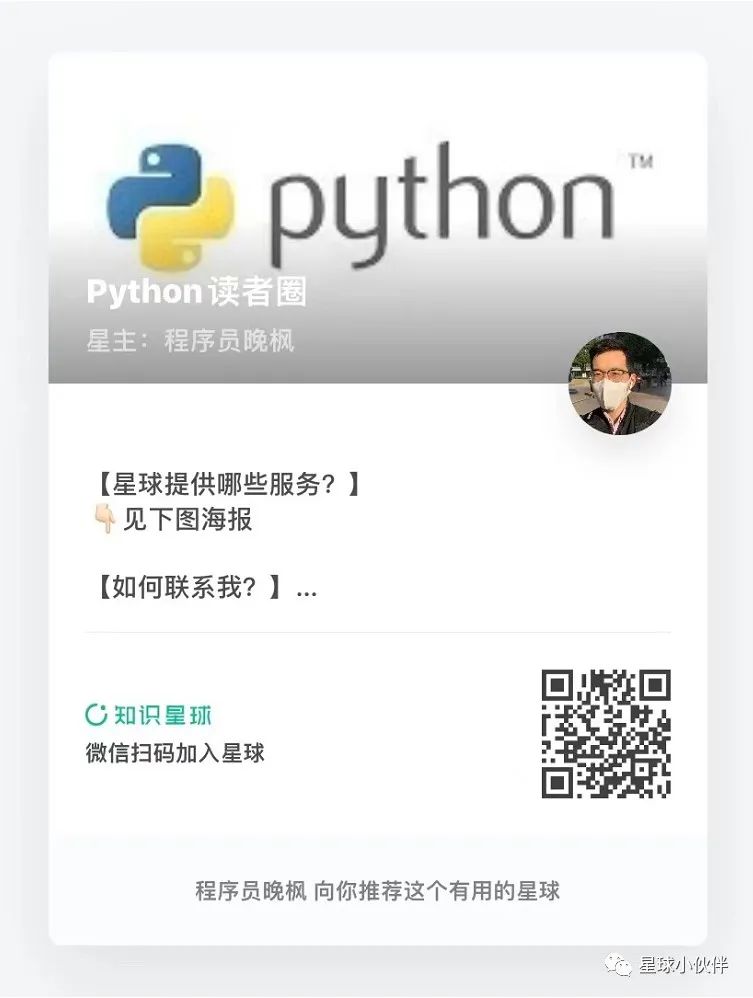 python™
Python读者圈
星主：程序员晚枫
【星球提供哪些服务？】
👇🏻见下图海报
【如何联系我？】...
知识星球
微信扫码加入星球
程序员晚枫 向你推荐这个有用的星球
星球小伙伴